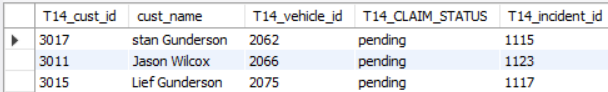 T14_cust_id cust_name T14_vehicle_id T14_CLAIM_STATUS T14_incident_id
3017 stan Gunderson 2062 pending 1115
3011 Jason Wilcox 2066 pending 1123
3015 Lief Gunderson 2075 pending 1117